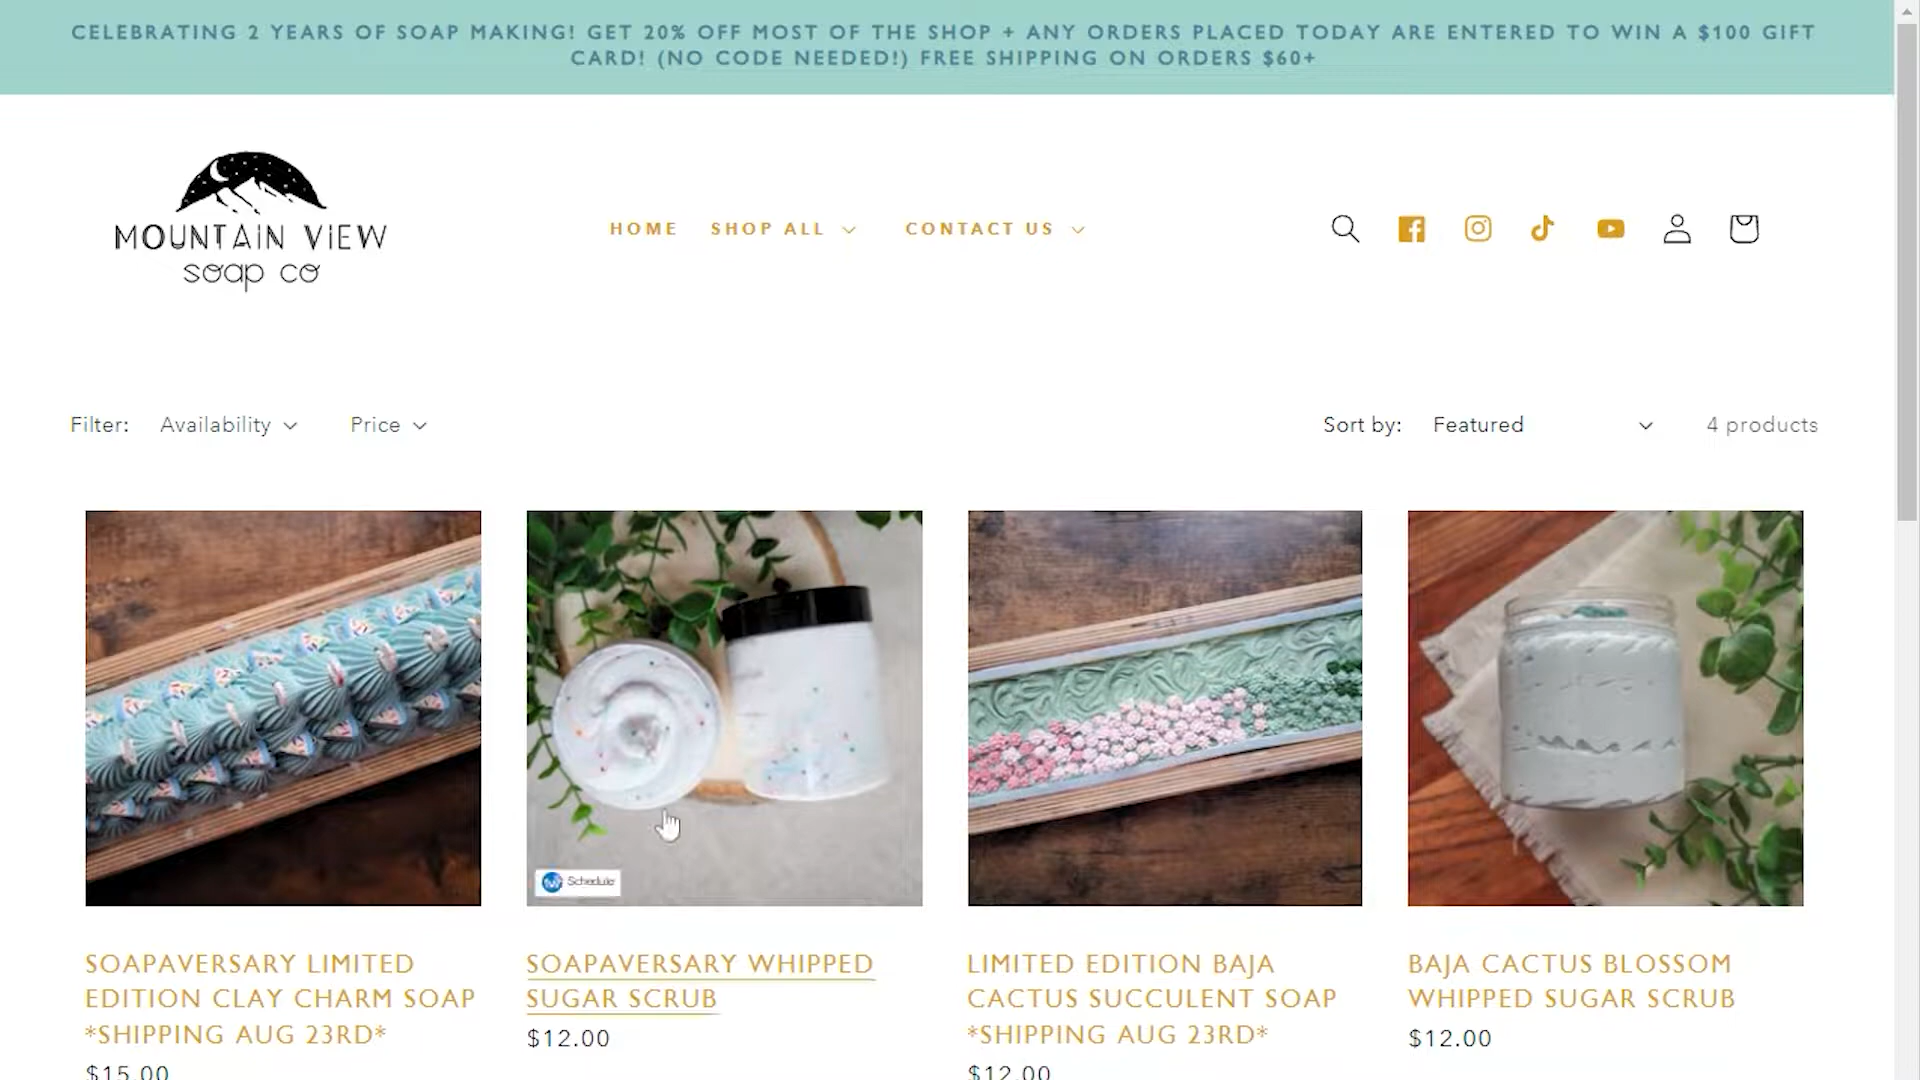 CELEBRATING 2 YEARS OF SOAP MAKING! GET 20% OFF MOST OF THE SHOP + ANY ORDERS PLACED TODAY ARE ENTERED TO WIN A $100 GIFT
CARD! (NO CODE NEEDED!) FREE SHIPPING ON ORDERS $60+
MOUNTAIN VIEW
soap co
HOME SHOP ALL CONTACT US
Filter: Availability Price Sort by: Featured 4 products
Schedule
SOAPAVERSARY LIMITED
EDITION CLAY CHARM SOAP
*SHIPPING AUG 23RD*
$15.00
SOAPAVERSARY WHIPPED
SUGAR SCRUB
$12.00
LIMITED EDITION BAJA
CACTUS SUCCULENT SOAP
*SHIPPING AUG 23RD*
$12.00
BAJA CACTUS BLOSSOM
WHIPPED SUGAR SCRUB
$12.00